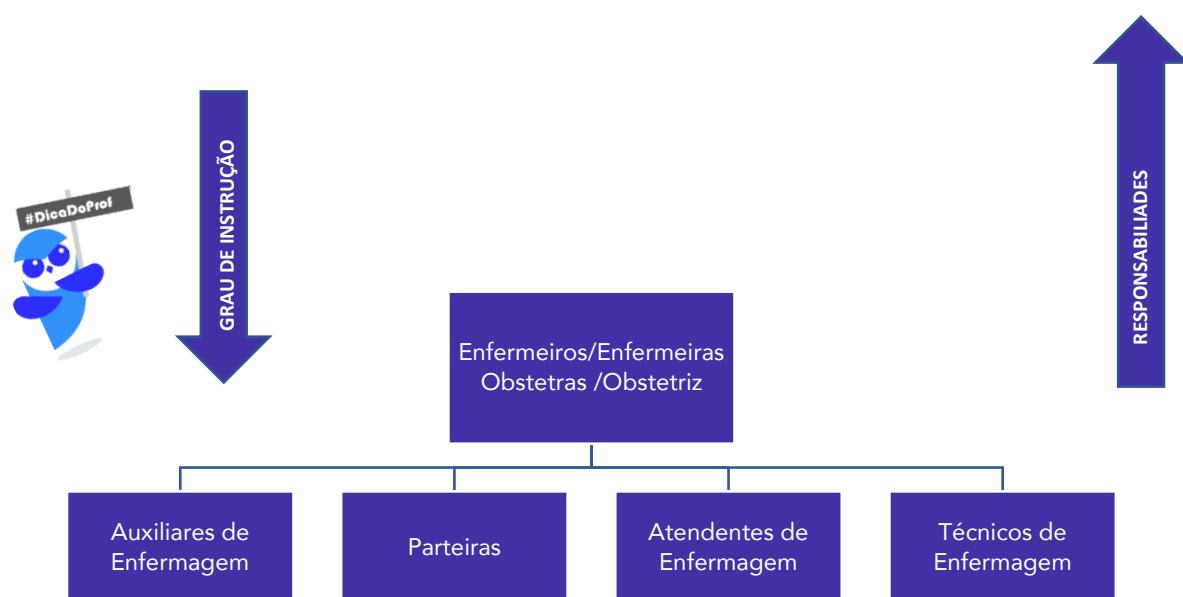 #DicaDoProf
GRAU DE INSTRUÇÃO
RESPONSABILIADES
Enfermeiros/Enfermeiras
Obstetras /Obstetriz
Auxiliares de
Enfermagem
Parteiras
Atendentes de
Enfermagem
Técnicos de
Enfermagem